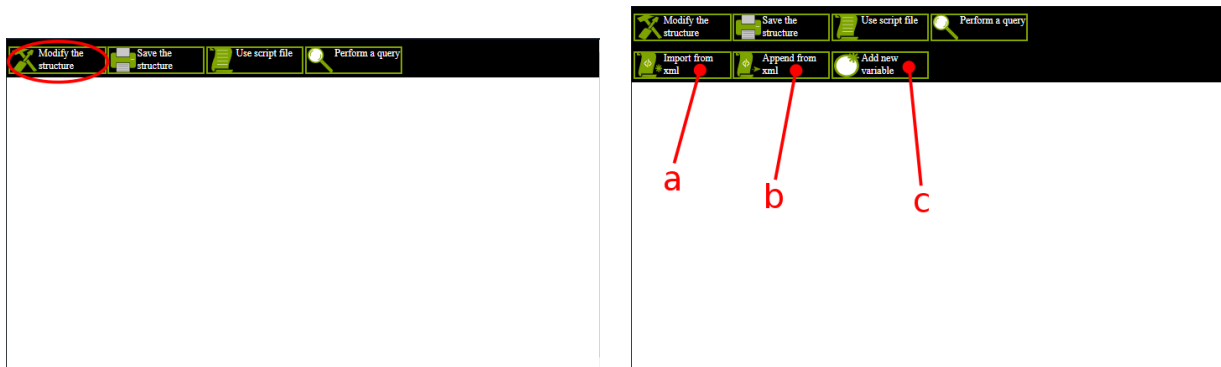 Modify the
structure
Save the
structure
Use script file
Perform a query
Modify the
structure
Save the
structure
Use script file
Perform a query
Import from
xml
Append from
xml
Add new
variable
a
b
c